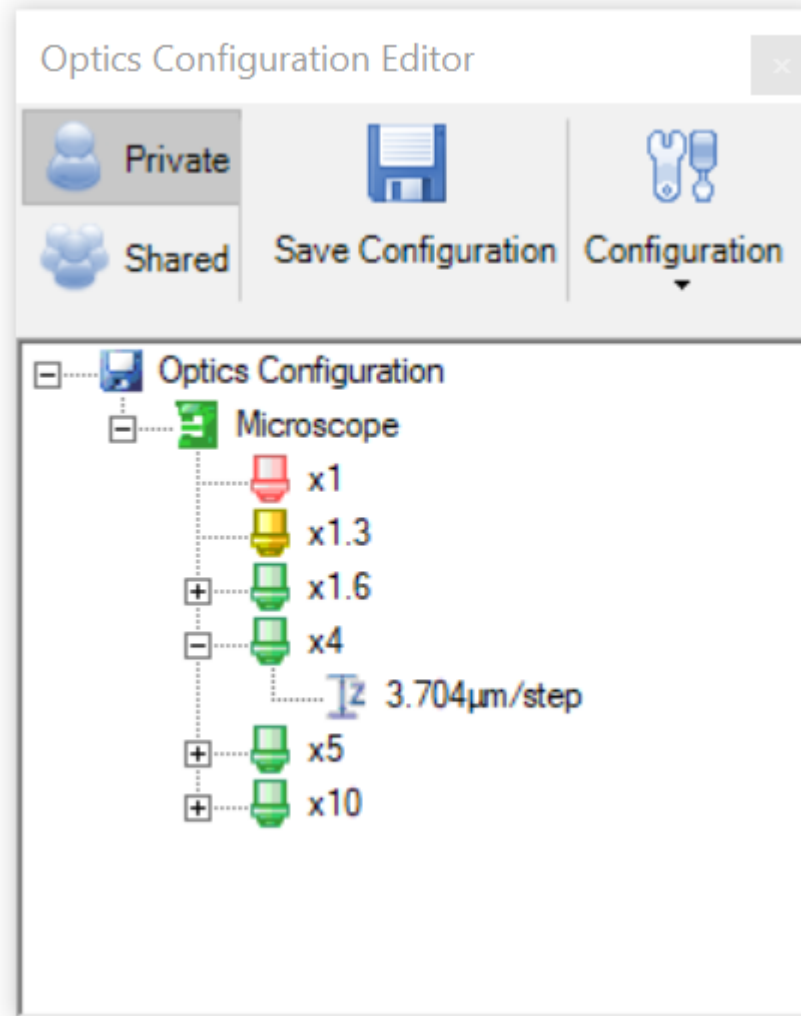 Optics Configuration Editor
Private
Shared
Save Configuration
Configuration
Optics Configuration
Microscope
x1
x1.3
x1.6
x4
Z 3.704µm/step
x5
x10